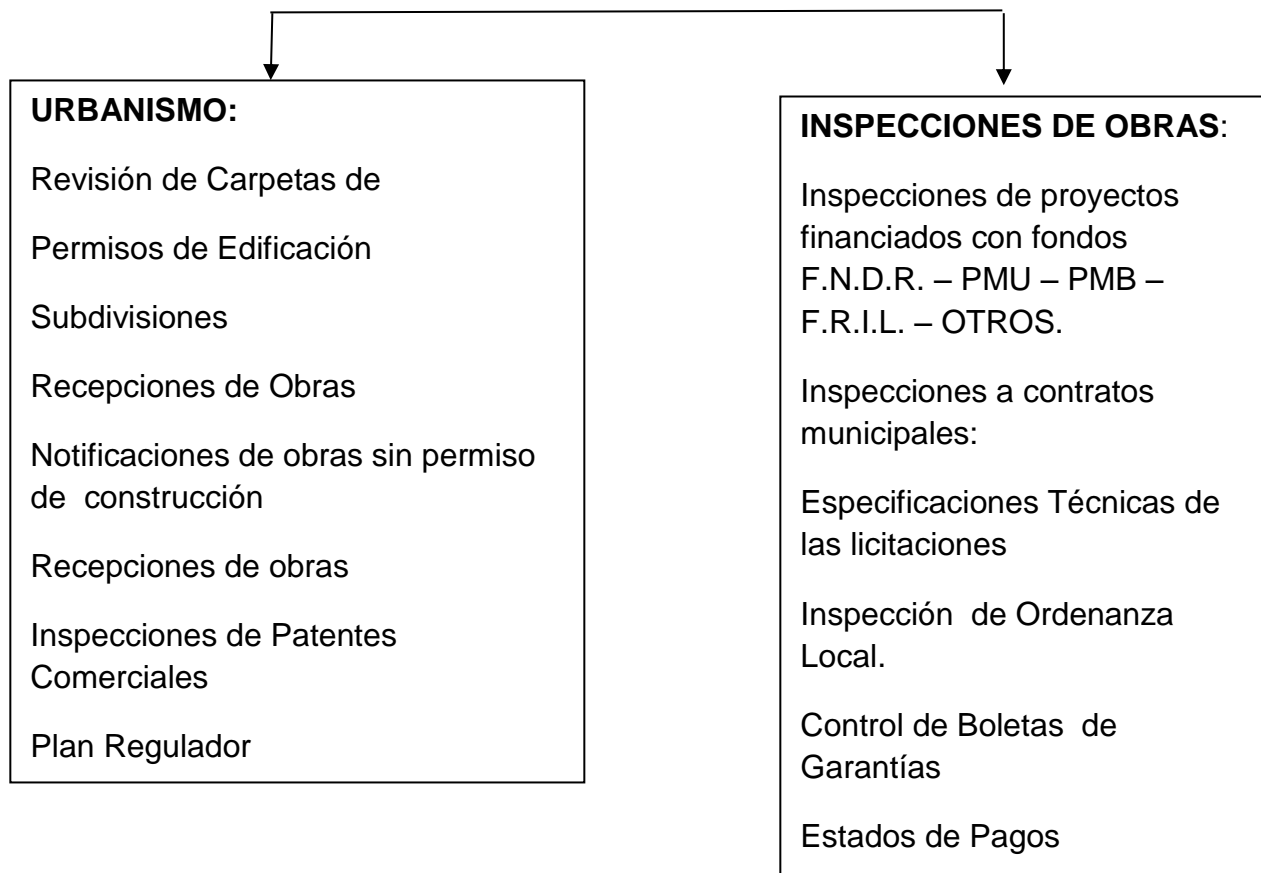 URBANISMO:
Revisión de Carpetas de
Permisos de Edificación
Subdivisiones
Recepciones de Obras
Notificaciones de obras sin permiso
de construcción
Recepciones de obras
Inspecciones de Patentes
Comerciales
Plan Regulador
INSPECCIONES DE OBRAS:
Inspecciones de proyectos
financiados con fondos
F.N.D.R. – PMU – PMB –
F.R.I.L. – OTROS.
Inspecciones a contratos
municipales:
Especificaciones Técnicas de
las licitaciones
Inspección de Ordenanza
Local.
Control de Boletas de
Garantías
Estados de Pagos